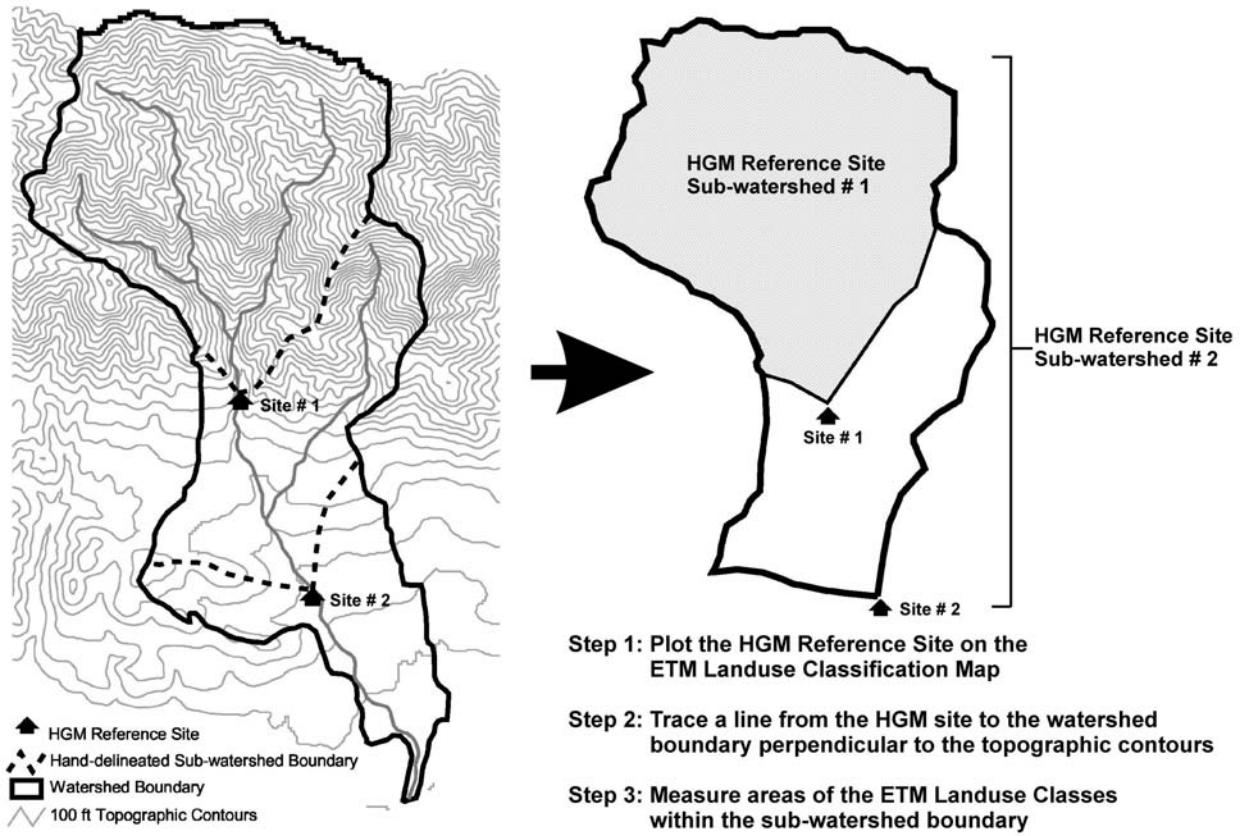 Site # 1
Site # 2
HGM Reference Site
Hand-delineated Sub-watershed Boundary
Watershed Boundary
100 ft Topographic Contours
HGM Reference Site
Sub-watershed # 1
HGM Reference Site
Sub-watershed # 2
Site # 1
Site # 2
Step 1: Plot the HGM Reference Site on the
ETM Landuse Classification Map
Step 2: Trace a line from the HGM site to the watershed
boundary perpendicular to the topographic contours
Step 3: Measure areas of the ETM Landuse Classes
within the sub-watershed boundary